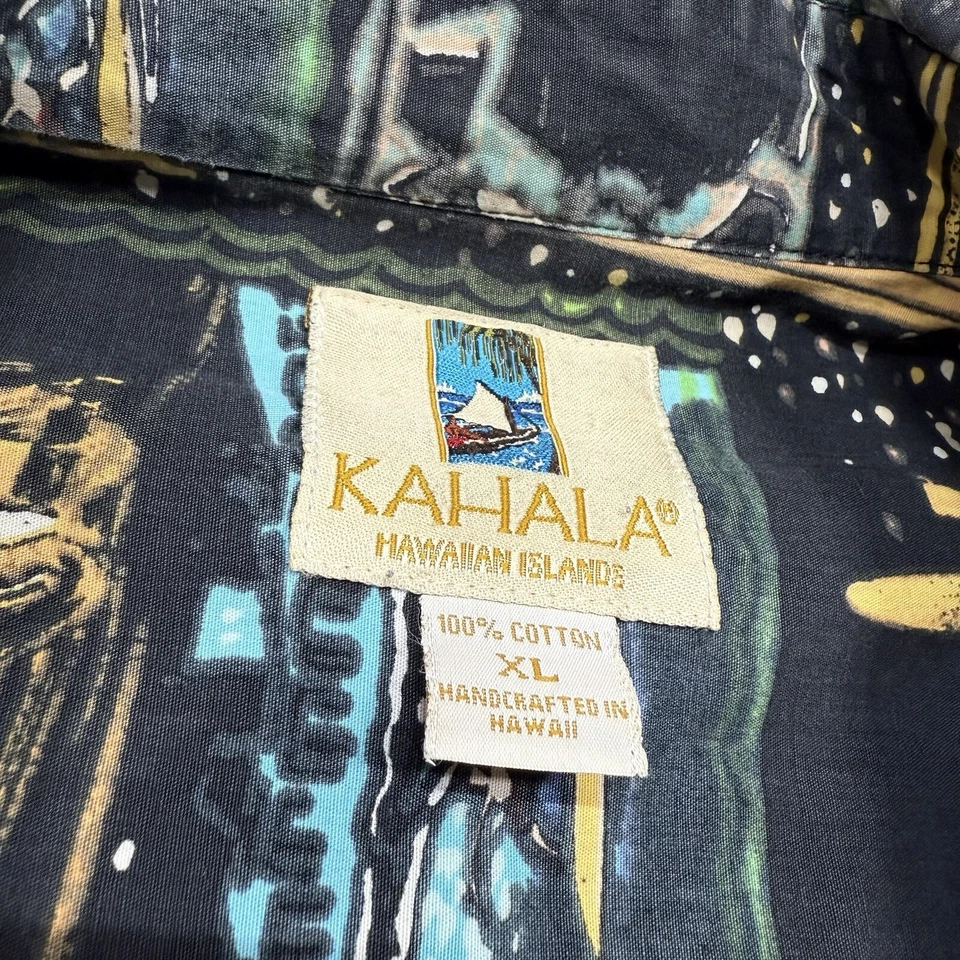 KAHALA®
HAWAIIAN ISLANDS
100% COTTON
XL
HANDCRAFTED IN
HAWAII